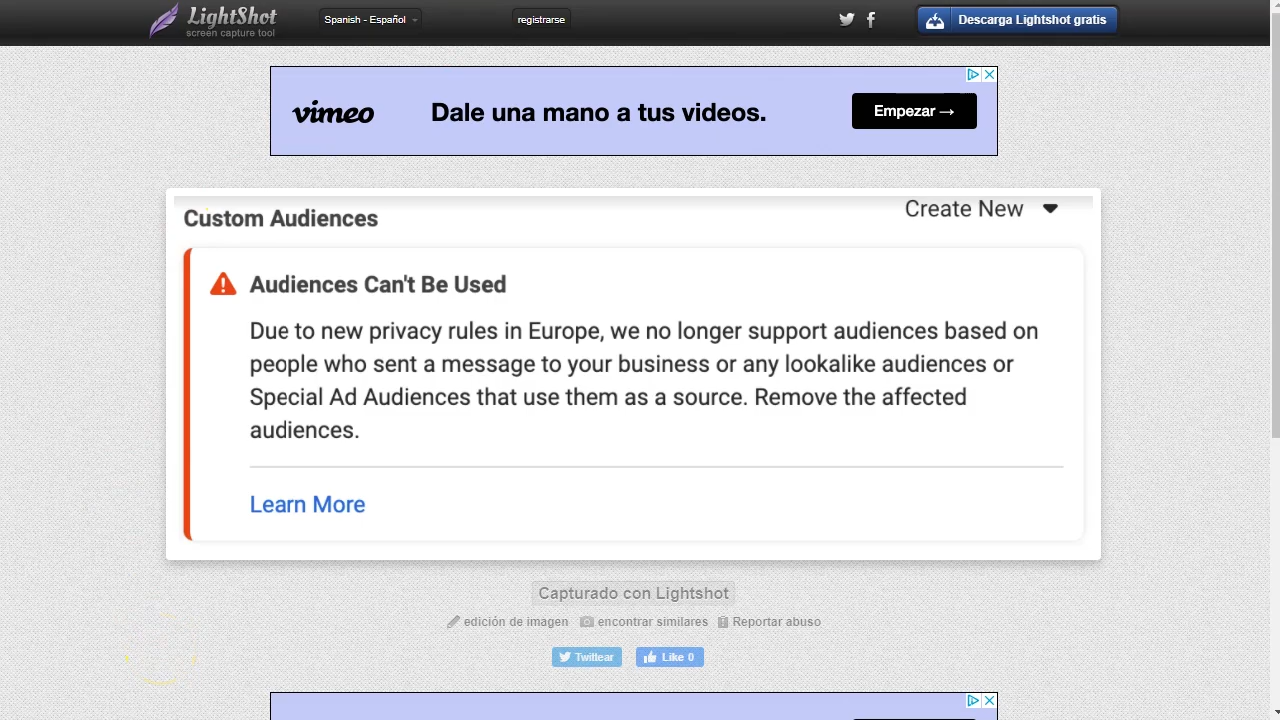 LightShot
screen capture tool
Spanish - Español
registrarse
Descarga Lightshot gratis
vimeo
Dale una mano a tus videos.
Empezar →
Custom Audiences
Create New
Audiences Can't Be Used
Due to new privacy rules in Europe, we no longer support audiences based on
people who sent a message to your business or any lookalike audiences or
Special Ad Audiences that use them as a source. Remove the affected
audiences.
Learn More
Capturado con Lightshot
edición de imagen
encontrar similares
Reportar abuso
Twittear
Like 0